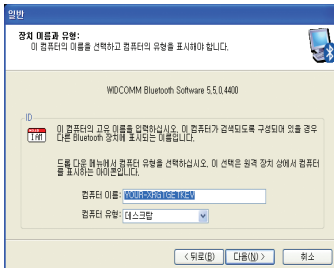 일반
장치 이름과 유형:
이 컴퓨터의 이름을 선택하고 컴퓨터의 유형을 표시해야 합니다.
WIDCOMM Bluetooth Software 5,5,0,4400
ID
이 컴퓨터의 고유 이름을 입력하십시오. 이 컴퓨터가 검색되도록 구성되어 있을 경우
다른 Bluetooth 장치에 표시되는 이름입니다.
드롭 다운 메뉴에서 컴퓨터 유형을 선택하십시오. 이 선택은 원격 장치 상에서 컴퓨터
를 표시하는 아이콘입니다.
컴퓨터 이름:
컴퓨터 유형: 데스크탑
< 뒤로(B)
다음(N) >
취소